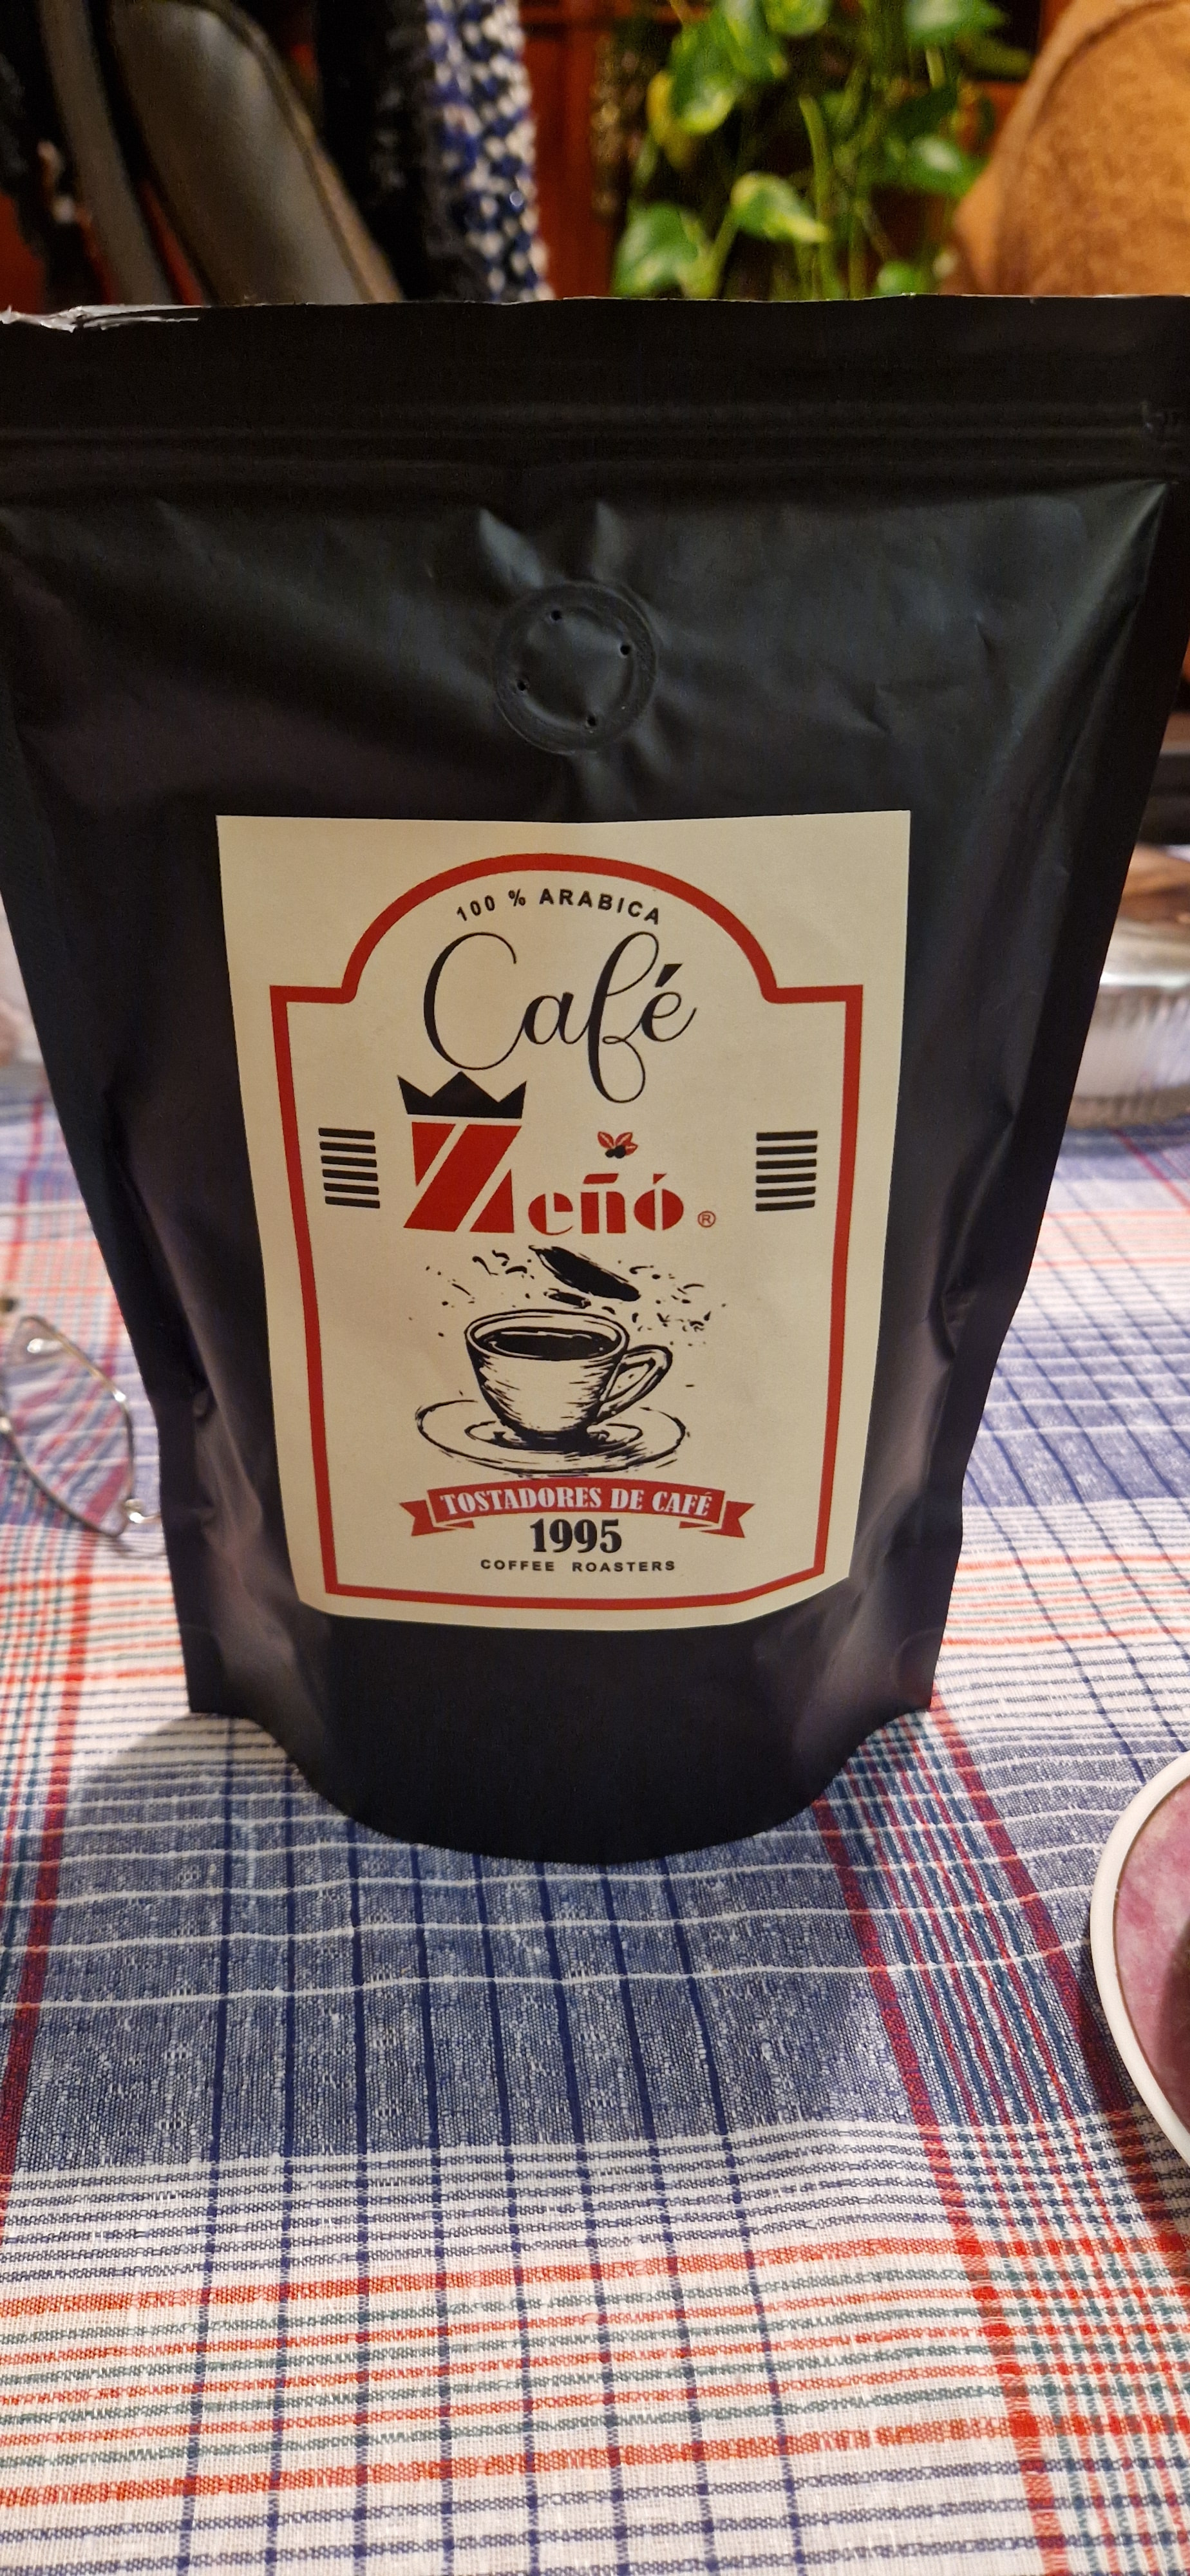 100 % ARABICA
Café
Zeñó ®
TOSTADORES DE CAFÉ
1995
COFFEE ROASTERS